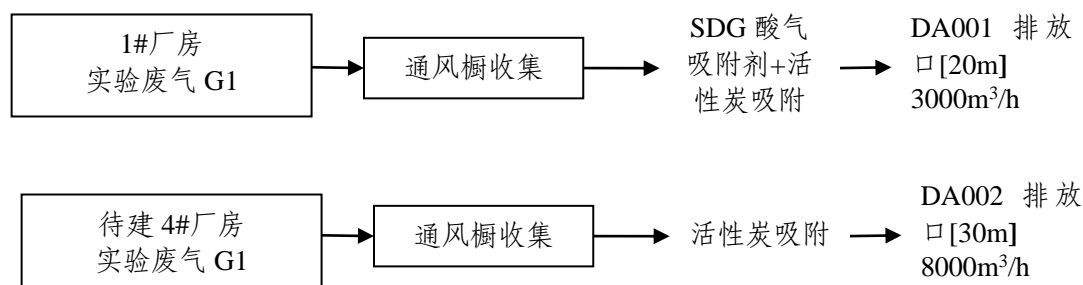 1#厂房
实验废气 G1
通风橱收集
SDG 酸气
吸附剂+活
性炭吸附
DA001 排放
口[20m]
3000m³/h
待建 4#厂房
实验废气 G1
通风橱收集
活性炭吸附
DA002 排放
口[30m]
8000m³/h